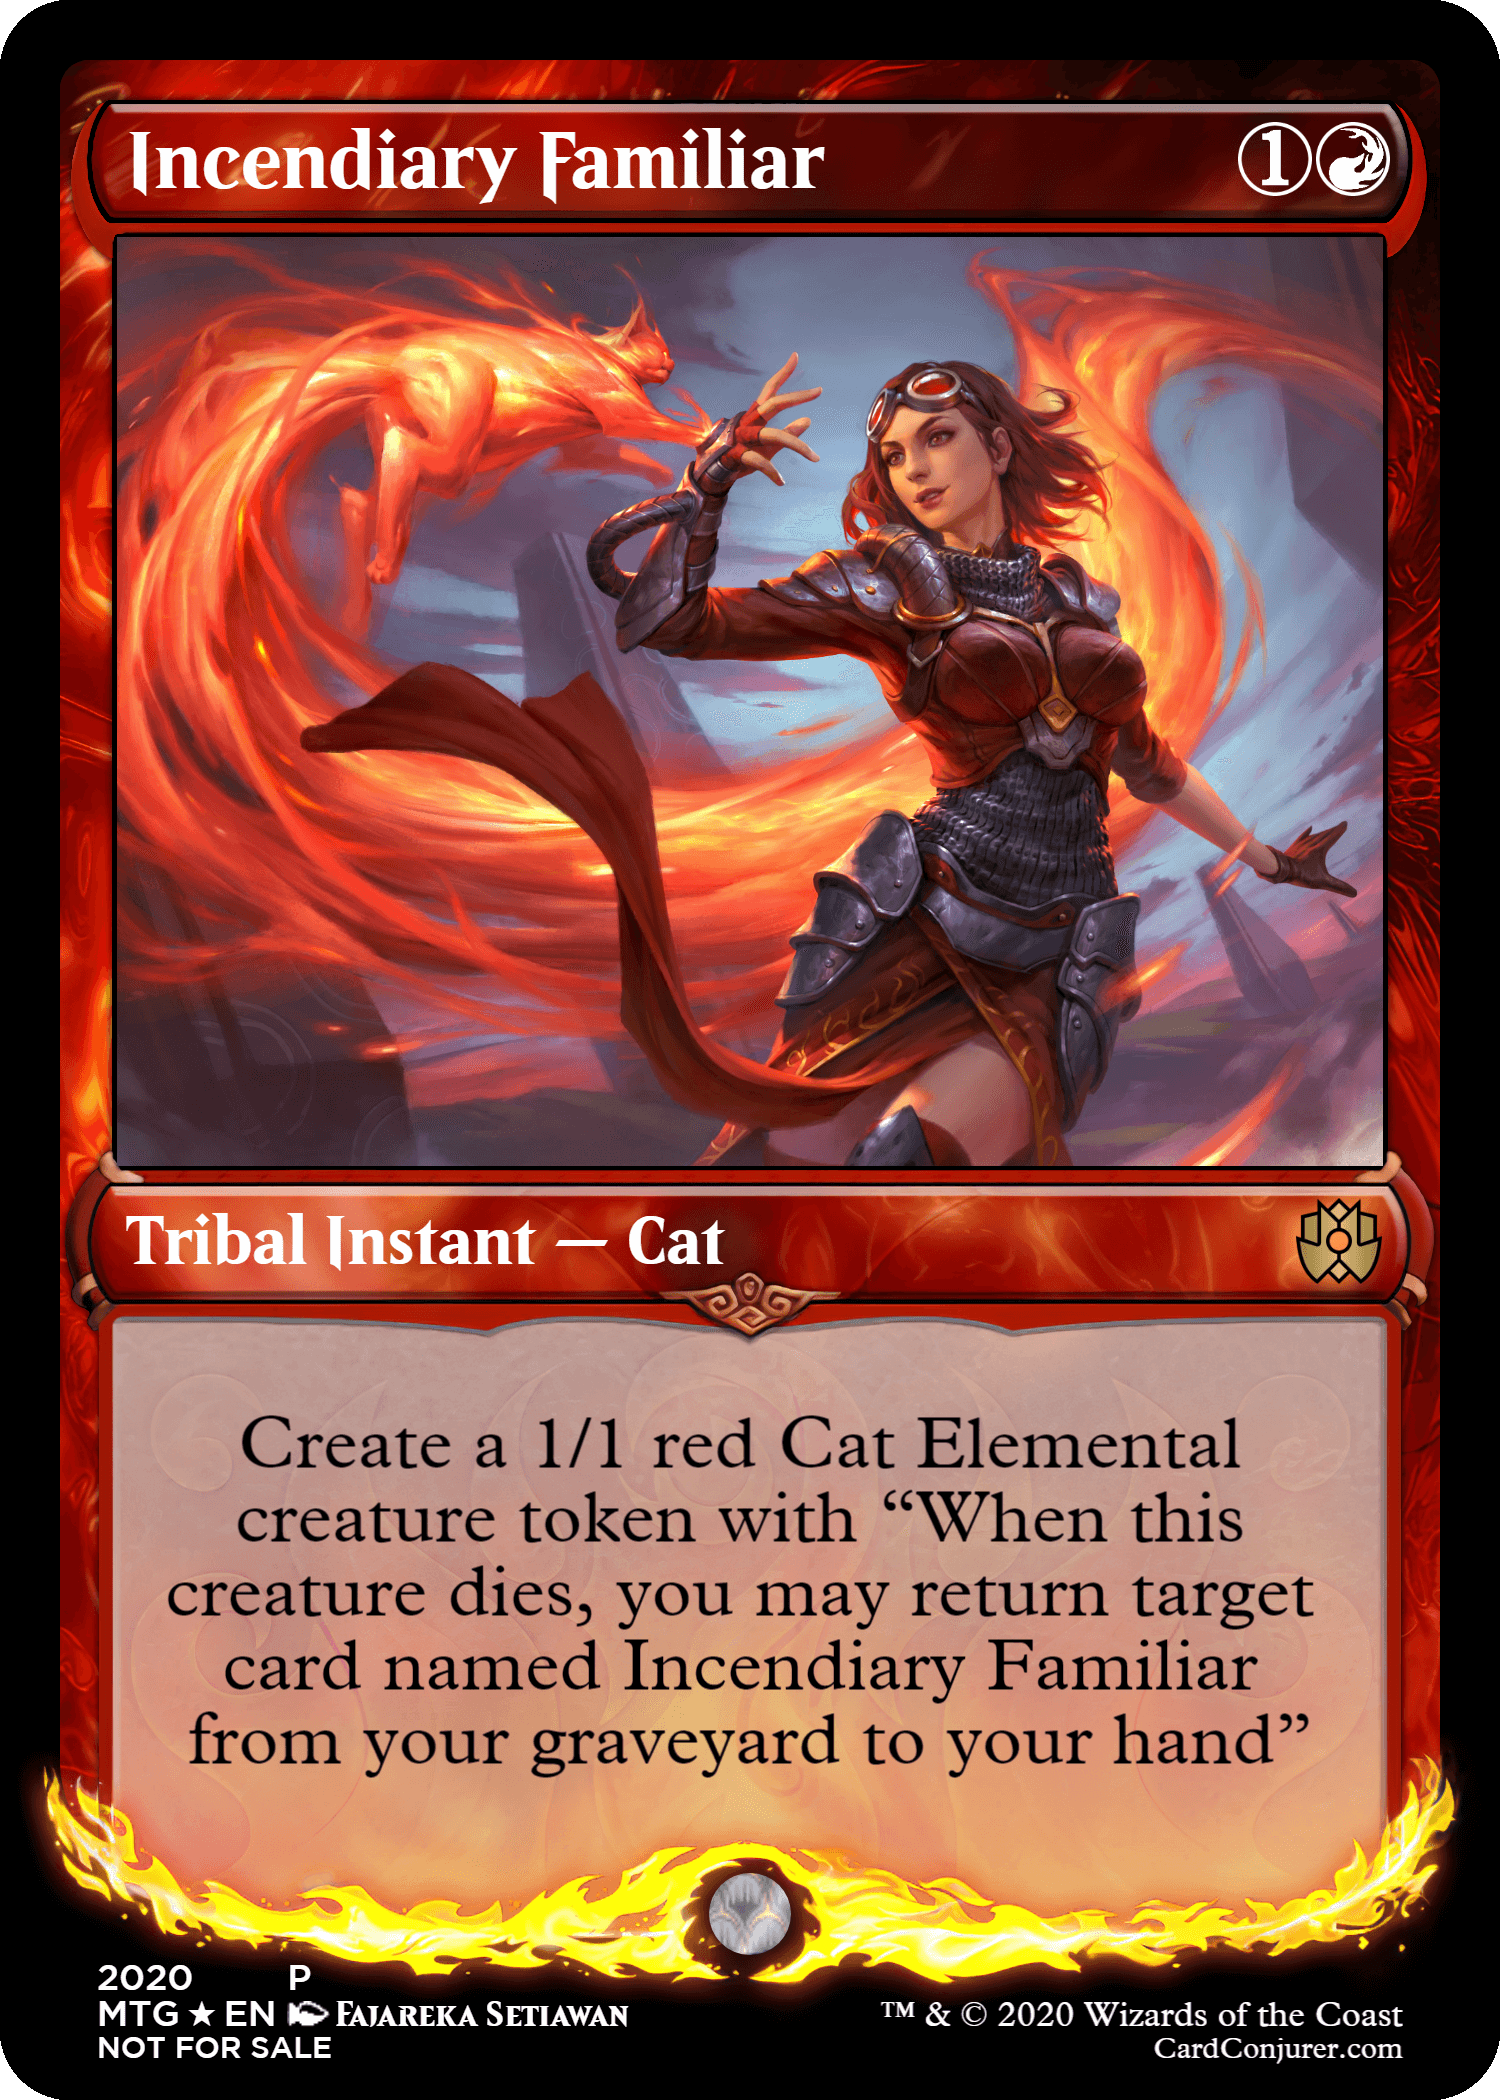 Incendiary Familiar 1
Tribal Instant — Cat
Create a 1/1 red Cat Elemental
creature token with “When this
creature dies, you may return target
card named Incendiary Familiar
from your graveyard to your hand”
2020 P
MTG ★ EN Fajareka Setiawan
NOT FOR SALE
™ & © 2020 Wizards of the Coast
CardConjurer.com